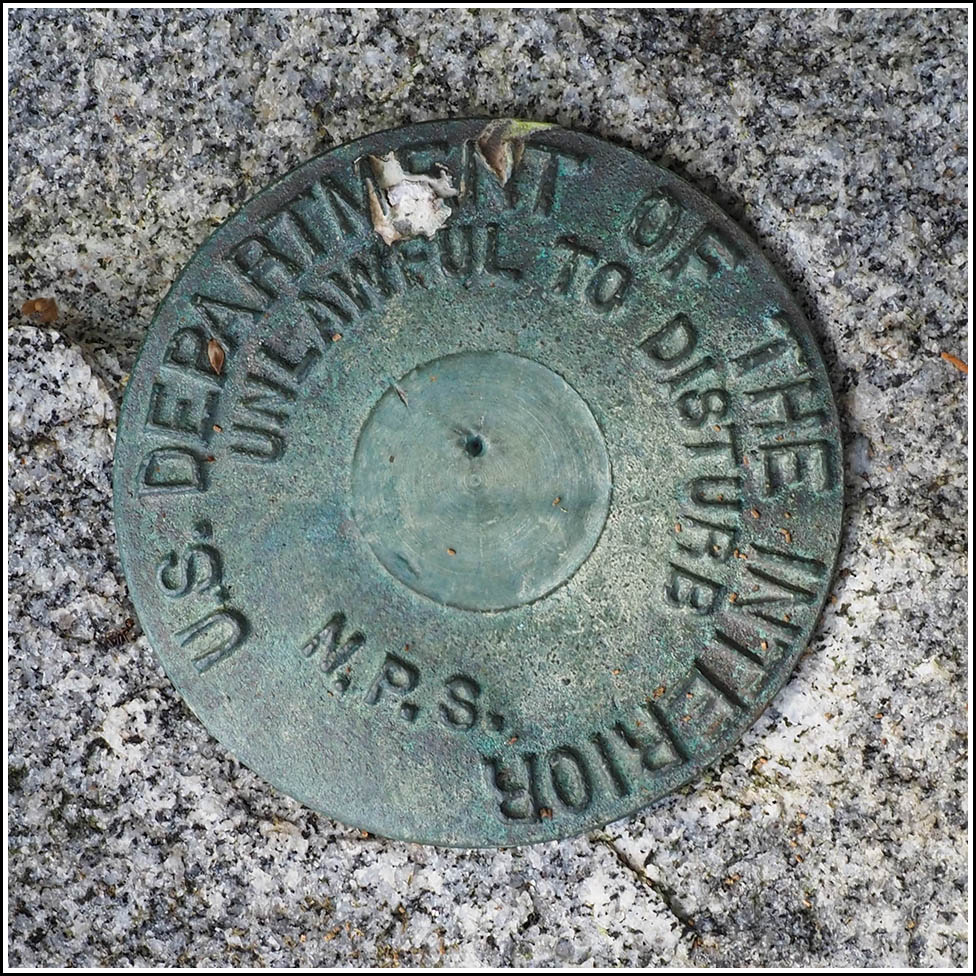 U.S. DEPARTMENT OF THE INTERIOR
UNLAWFUL TO DISTURB
N.P.S.